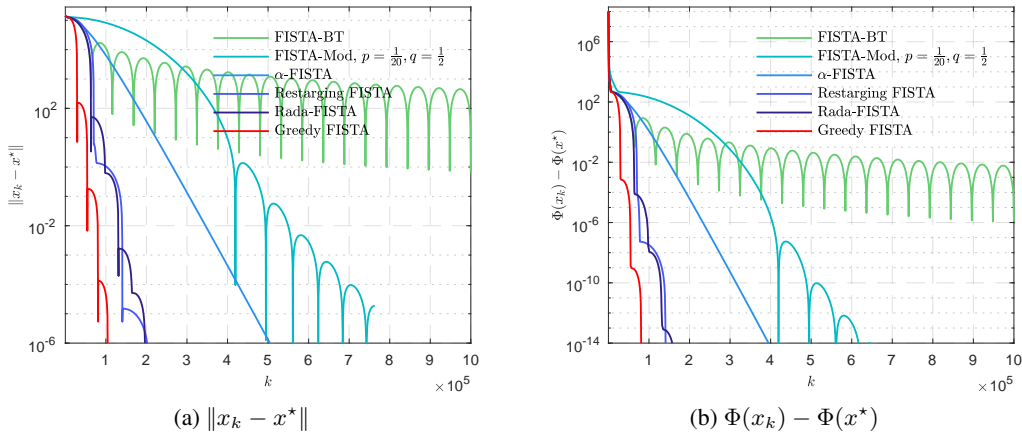 FISTA-BT
FISTA-Mod, p = 1/20, q = 1/2
α-FISTA
Restarging FISTA
Rada-FISTA
Greedy FISTA
10^2
10^-2
10^-6
‖x_k − x^⋆‖
1 2 3 4 5 6 7 8 9 10
k
×10^5
(a) ‖x_k − x^⋆‖
FISTA-BT
FISTA-Mod, p = 1/20, q = 1/2
α-FISTA
Restarging FISTA
Rada-FISTA
Greedy FISTA
10^6
10^2
10^-2
10^-6
10^-10
10^-14
Φ(x_k) − Φ(x^⋆)
1 2 3 4 5 6 7 8 9 10
k
×10^5
(b) Φ(x_k) − Φ(x^⋆)